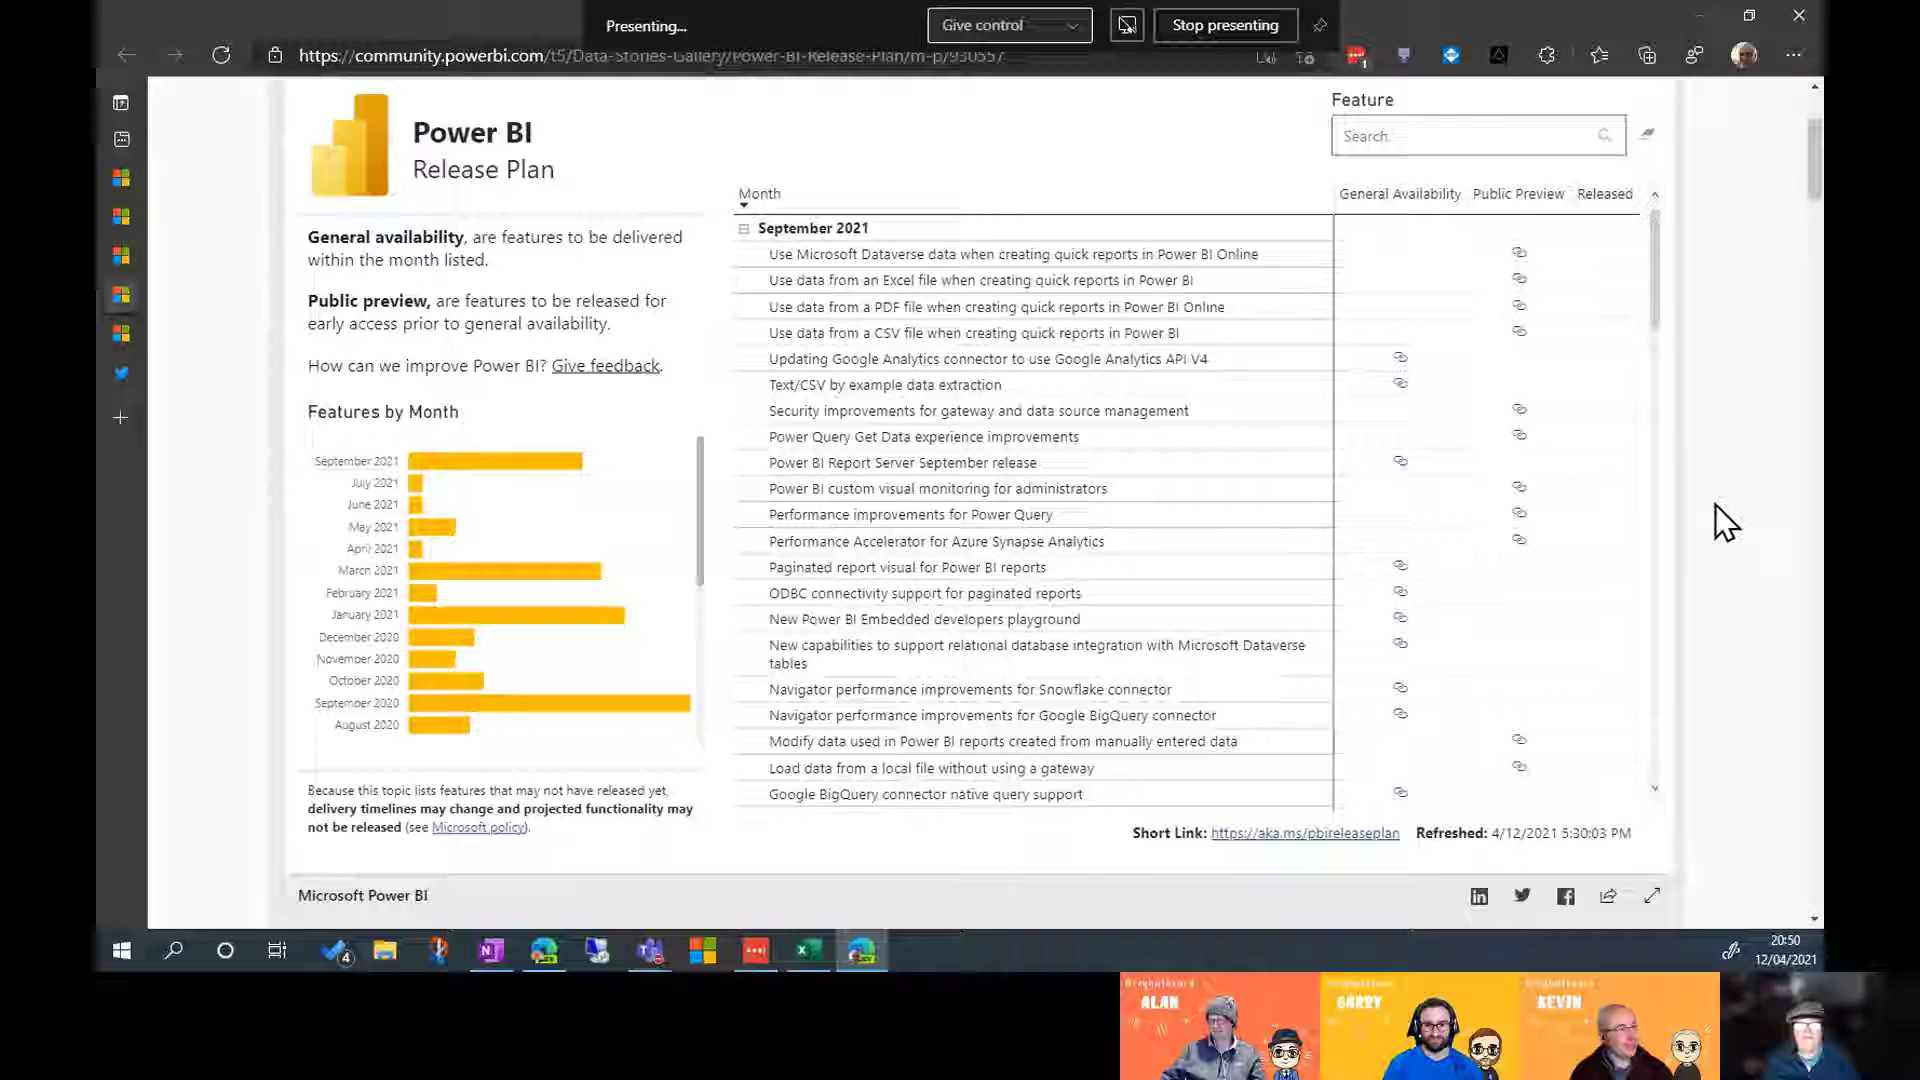 Presenting...
Give control
Stop presenting
https://community.powerbi.com/t5/Data-Stories-Gallery/Power-BI-Release-Plan/m-p/930557
1
Power BI
Release Plan
Feature
Search
General availability, are features to be delivered
within the month listed.
Public preview, are features to be released for
early access prior to general availability.
How can we improve Power BI? Give feedback.
Features by Month
September 2021
July 2021
June 2021
May 2021
April 2021
March 2021
February 2021
January 2021
December 2020
November 2020
October 2020
September 2020
August 2020
Because this topic lists features that may not have released yet,
delivery timelines may change and projected functionality may
not be released (see Microsoft policy).
Month
General Availability
Public Preview
Released
September 2021
Use Microsoft Dataverse data when creating quick reports in Power BI Online
Use data from an Excel file when creating quick reports in Power BI
Use data from a PDF file when creating quick reports in Power BI Online
Use data from a CSV file when creating quick reports in Power BI
Updating Google Analytics connector to use Google Analytics API V4
Text/CSV by example data extraction
Security improvements for gateway and data source management
Power Query Get Data experience improvements
Power BI Report Server September release
Power BI custom visual monitoring for administrators
Performance improvements for Power Query
Performance Accelerator for Azure Synapse Analytics
Paginated report visual for Power BI reports
ODBC connectivity support for paginated reports
New Power BI Embedded developers playground
New capabilities to support relational database integration with Microsoft Dataverse
tables
Navigator performance improvements for Snowflake connector
Navigator performance improvements for Google BigQuery connector
Modify data used in Power BI reports created from manually entered data
Load data from a local file without using a gateway
Google BigQuery connector native query support
Short Link: https://aka.ms/pbireleaseplan
Refreshed: 4/12/2021 5:30:03 PM
Microsoft Power BI
4
20:50
12/04/2021
ALAN
BARRY
KEVIN